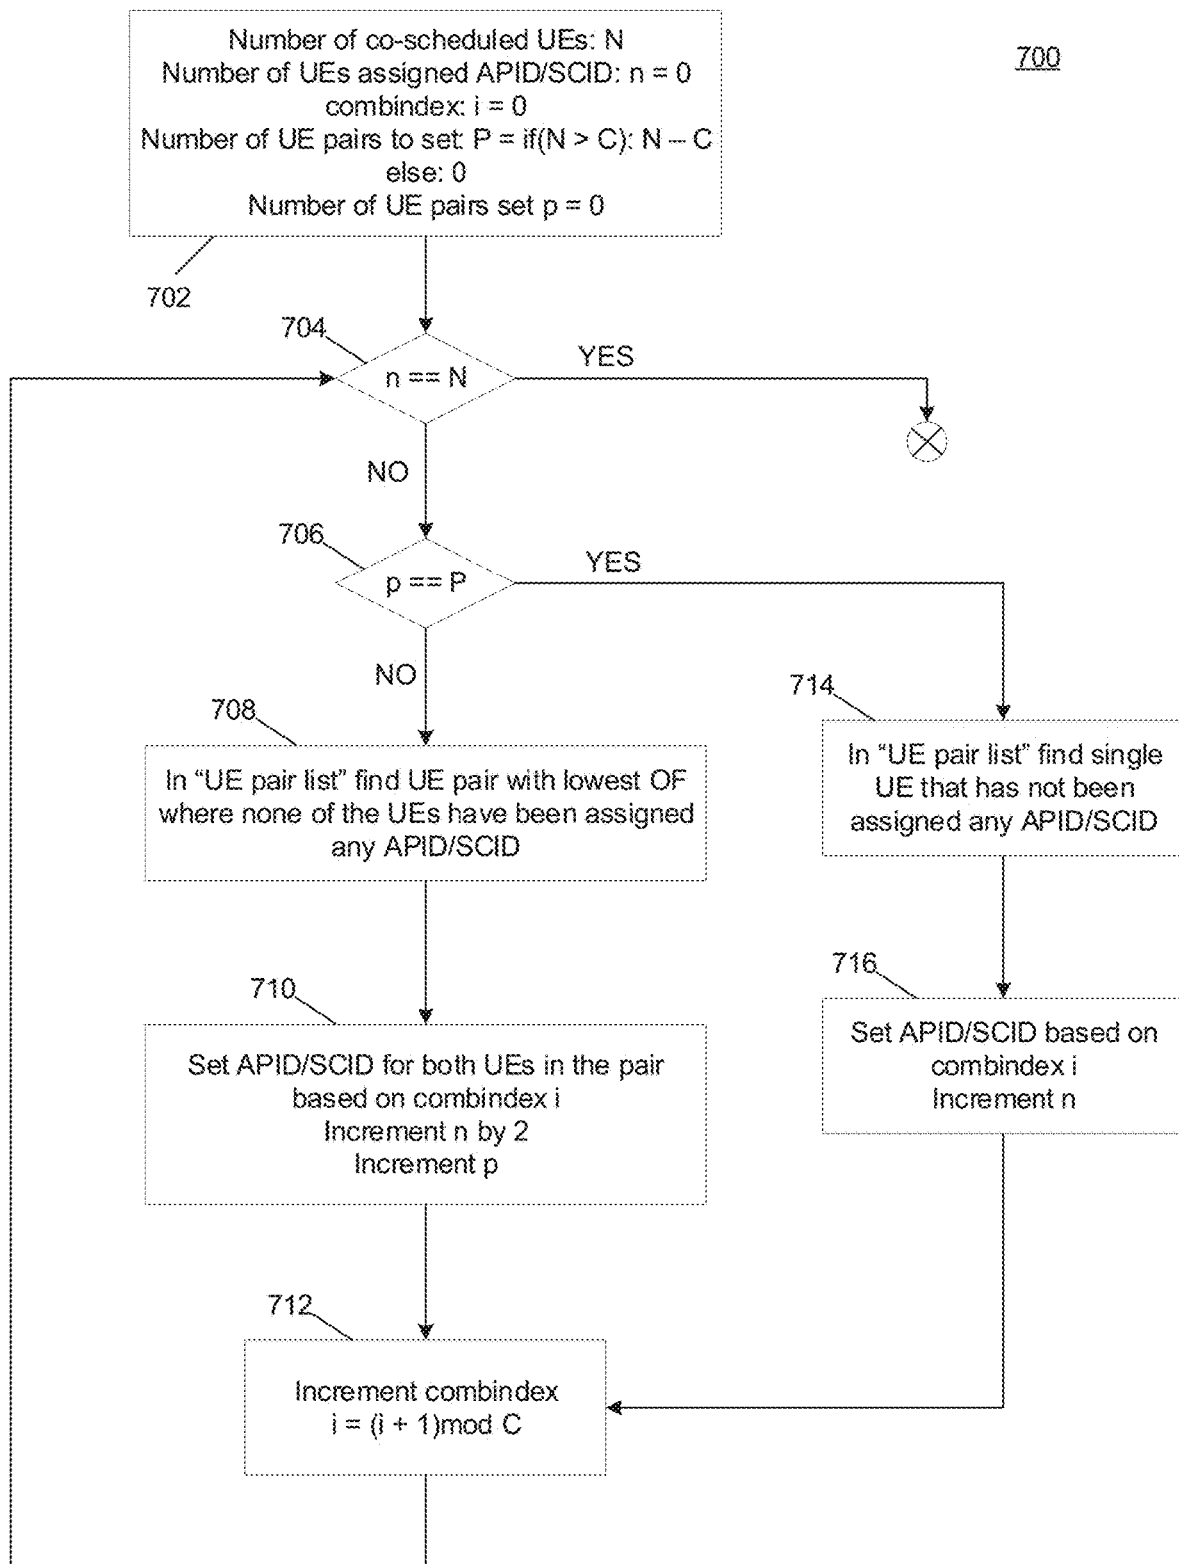 Number of co-scheduled UEs: N
Number of UEs assigned APID/SCID: n = 0
combindex: i = 0
Number of UE pairs to set: P = if(N > C): N – C
else: 0
Number of UE pairs set p = 0
700
702
704
n == N
YES
NO
706
p == P
YES
NO
708
In “UE pair list” find UE pair with lowest OF
where none of the UEs have been assigned
any APID/SCID
714
In “UE pair list” find single
UE that has not been
assigned any APID/SCID
710
Set APID/SCID for both UEs in the pair
based on combindex i
Increment n by 2
Increment p
716
Set APID/SCID based on
combindex i
Increment n
712
Increment combindex
i = (i + 1)mod C